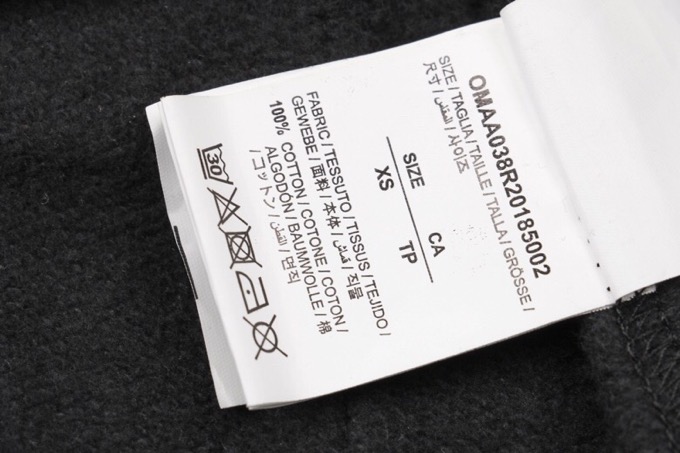 OMAA038R20185002
SIZE / TAGLIA / TAILLE / TALLA / GRÖSSE /
尺寸 / المقاس / 사이즈
SIZE CA
XS TP
FABRIC / TESSUTO / TISSUS / TEJIDO /
GEWEBE / 面料 / 本体 / قماش / 직물
100% COTTON / COTONE / COTON /
ALGODÓN / BAUMWOLLE / 棉
/ コットン / قطن / 면직
30